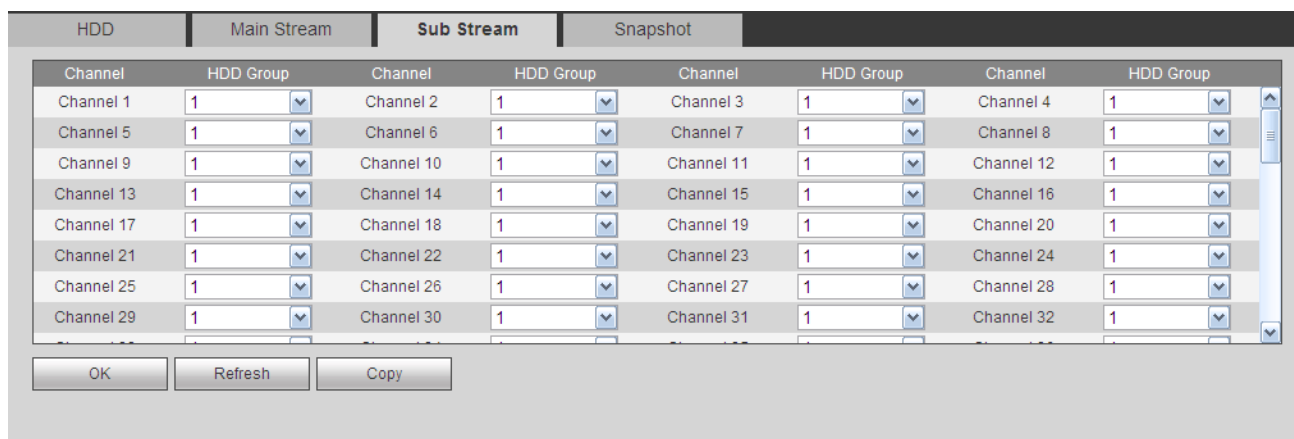 HDD Main Stream Sub Stream Snapshot
Channel HDD Group Channel HDD Group Channel HDD Group Channel HDD Group
Channel 1 1 Channel 2 1 Channel 3 1 Channel 4 1
Channel 5 1 Channel 6 1 Channel 7 1 Channel 8 1
Channel 9 1 Channel 10 1 Channel 11 1 Channel 12 1
Channel 13 1 Channel 14 1 Channel 15 1 Channel 16 1
Channel 17 1 Channel 18 1 Channel 19 1 Channel 20 1
Channel 21 1 Channel 22 1 Channel 23 1 Channel 24 1
Channel 25 1 Channel 26 1 Channel 27 1 Channel 28 1
Channel 29 1 Channel 30 1 Channel 31 1 Channel 32 1
OK Refresh Copy